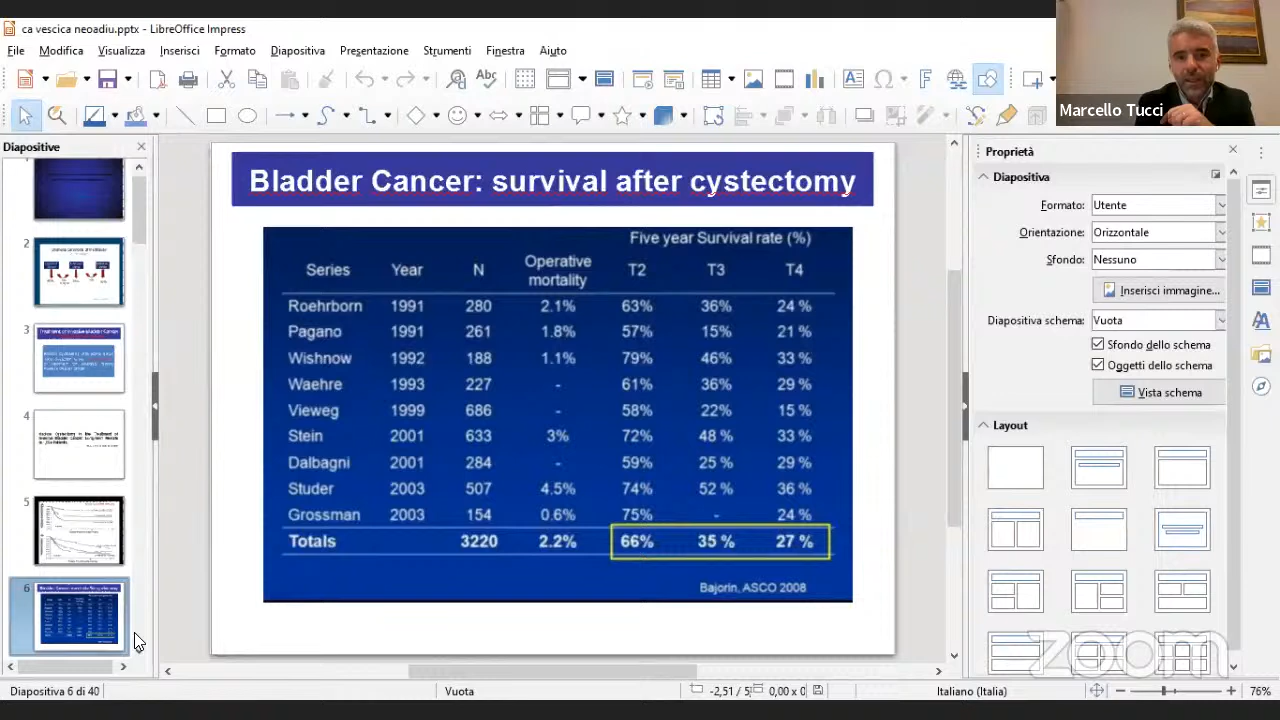 ca vescica neoadiu.pptx - LibreOffice Impress
File Modifica Visualizza Inserisci Formato Diapositiva Presentazione Strumenti Finestra Aiuto
Marcello Tucci
Diapositive
2
3
4
5
6
Bladder Cancer: survival after cystectomy
Five year Survival rate (%)
Series Year N Operative mortality T2 T3 T4
Roehrborn 1991 280 2.1% 63% 36% 24 %
Pagano 1991 261 1.8% 57% 15% 21 %
Wishnow 1992 188 1.1% 79% 46% 33 %
Waehre 1993 227 - 61% 36% 29 %
Vieweg 1999 686 - 58% 22% 15 %
Stein 2001 633 3% 72% 48 % 33 %
Dalbagni 2001 284 - 59% 25 % 29 %
Studer 2003 507 4.5% 74% 52 % 36 %
Grossman 2003 154 0.6% 75% - 24 %
Totals 3220 2.2% 66% 35 % 27 %
Bajorin, ASCO 2008
Proprietà
Diapositiva
Formato: Utente
Orientazione: Orizzontale
Sfondo: Nessuno
Inserisci immagine...
Diapositiva schema: Vuota
Sfondo dello schema
Oggetti dello schema
Vista schema
Layout
zoom
Diapositiva 6 di 40 Vuota -2,51 / 5 0,00 x 0 Italiano (Italia) 76%